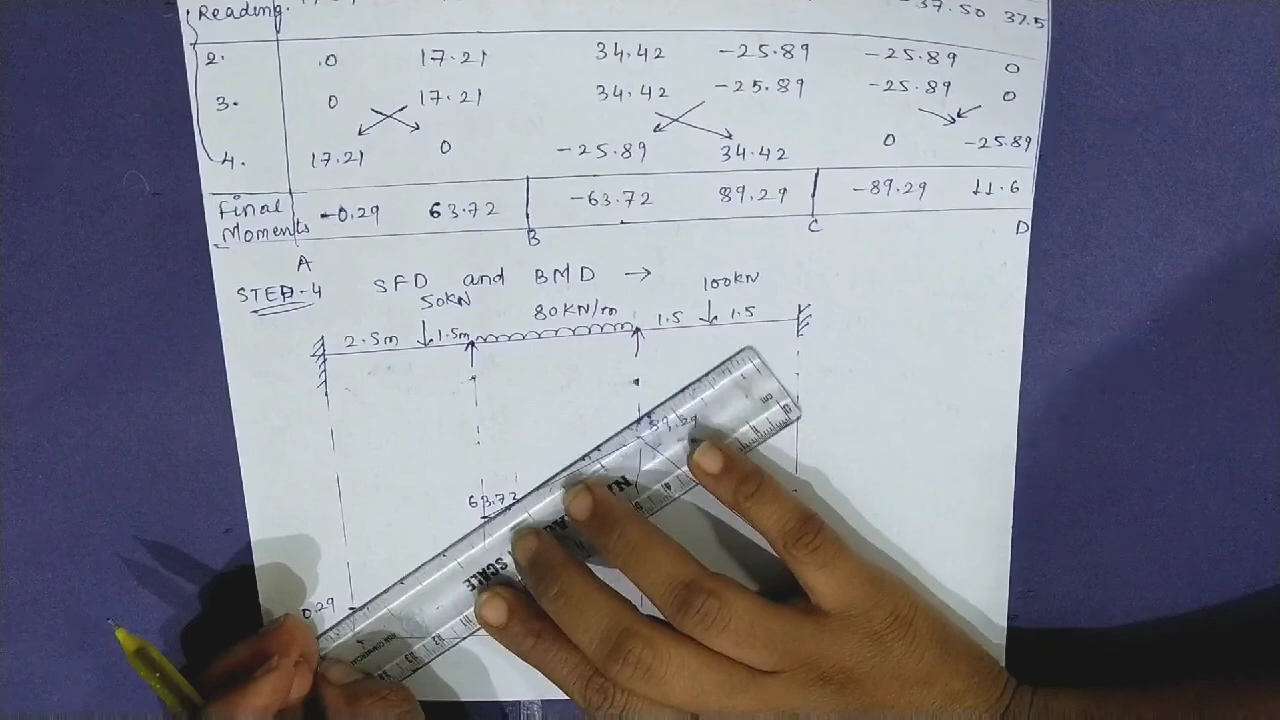 Reading.
-37.50 37.5
2. 0 17.21 34.42 -25.89 -25.89 0
3. 0 17.21 34.42 -25.89 -25.89 0
4. 17.21 0 -25.89 34.42 0 -25.89
Final Moments -0.29 63.72 -63.72 89.29 -89.29 11.6
A B C D
STEP-4 SFD and BMD →
50KN 100KN
2.5m 1.5m 80KN/m 1.5 1.5
89.29
63.72
0.29
SCALE
cm